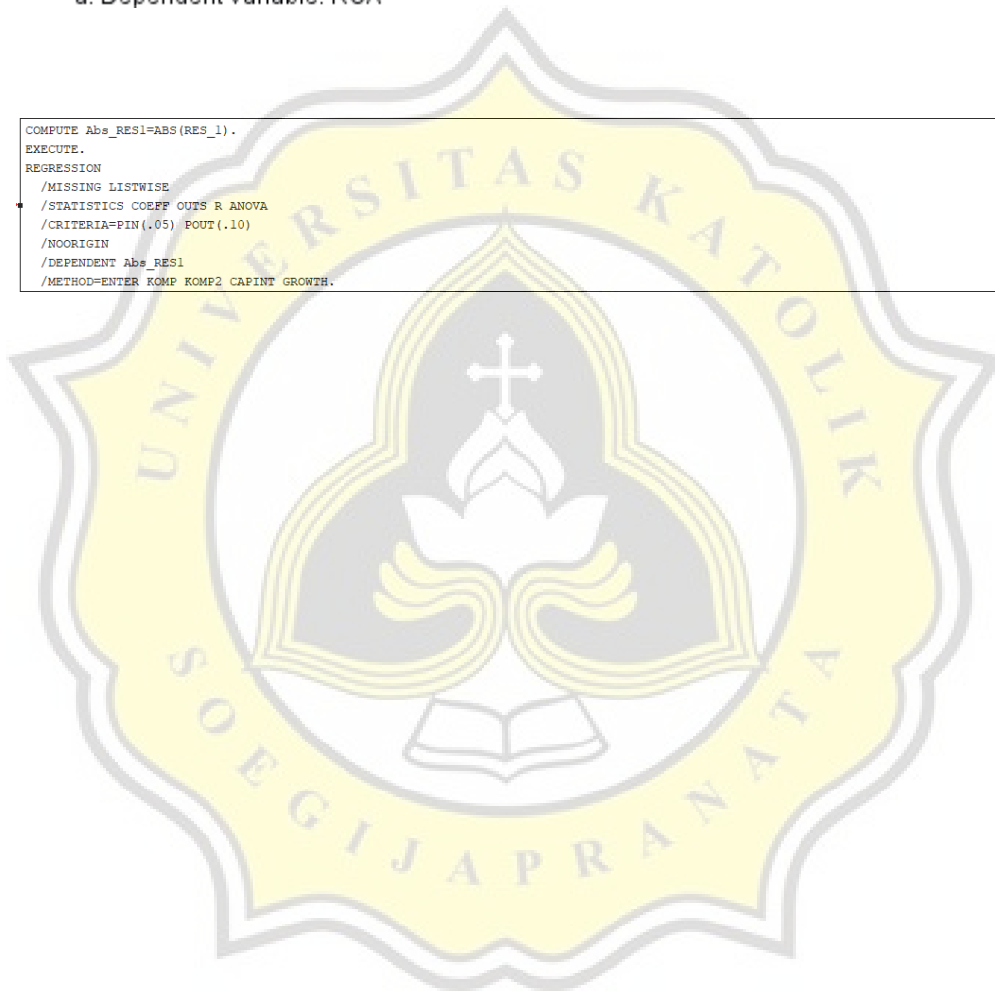 a. Dependent Variable: ROA
COMPUTE Abs_RES1=ABS(RES_1).
EXECUTE.
REGRESSION
/MISSING LISTWISE
/STATISTICS COEFF OUTS R ANOVA
/CRITERIA=PIN(.05) POUT(.10)
/NOORIGIN
/DEPENDENT Abs_RES1
/METHOD=ENTER KOMP KOMP2 CAPINT GROWTH.
UNIVERSITAS KATOLIK
SOEGIJAPRANATA